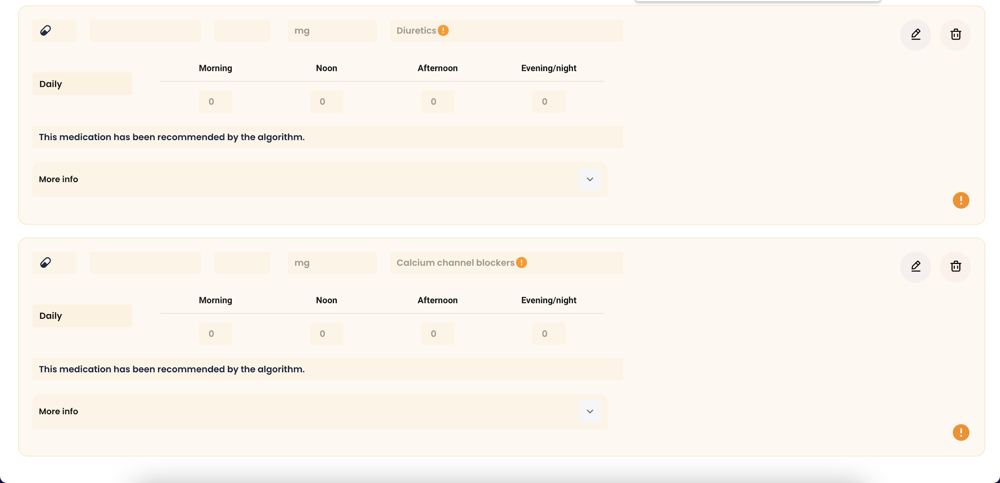 mg Diuretics
Morning Noon Afternoon Evening/night
Daily
0 0 0 0
This medication has been recommended by the algorithm.
More info
mg Calcium channel blockers
Morning Noon Afternoon Evening/night
Daily
0 0 0 0
This medication has been recommended by the algorithm.
More info